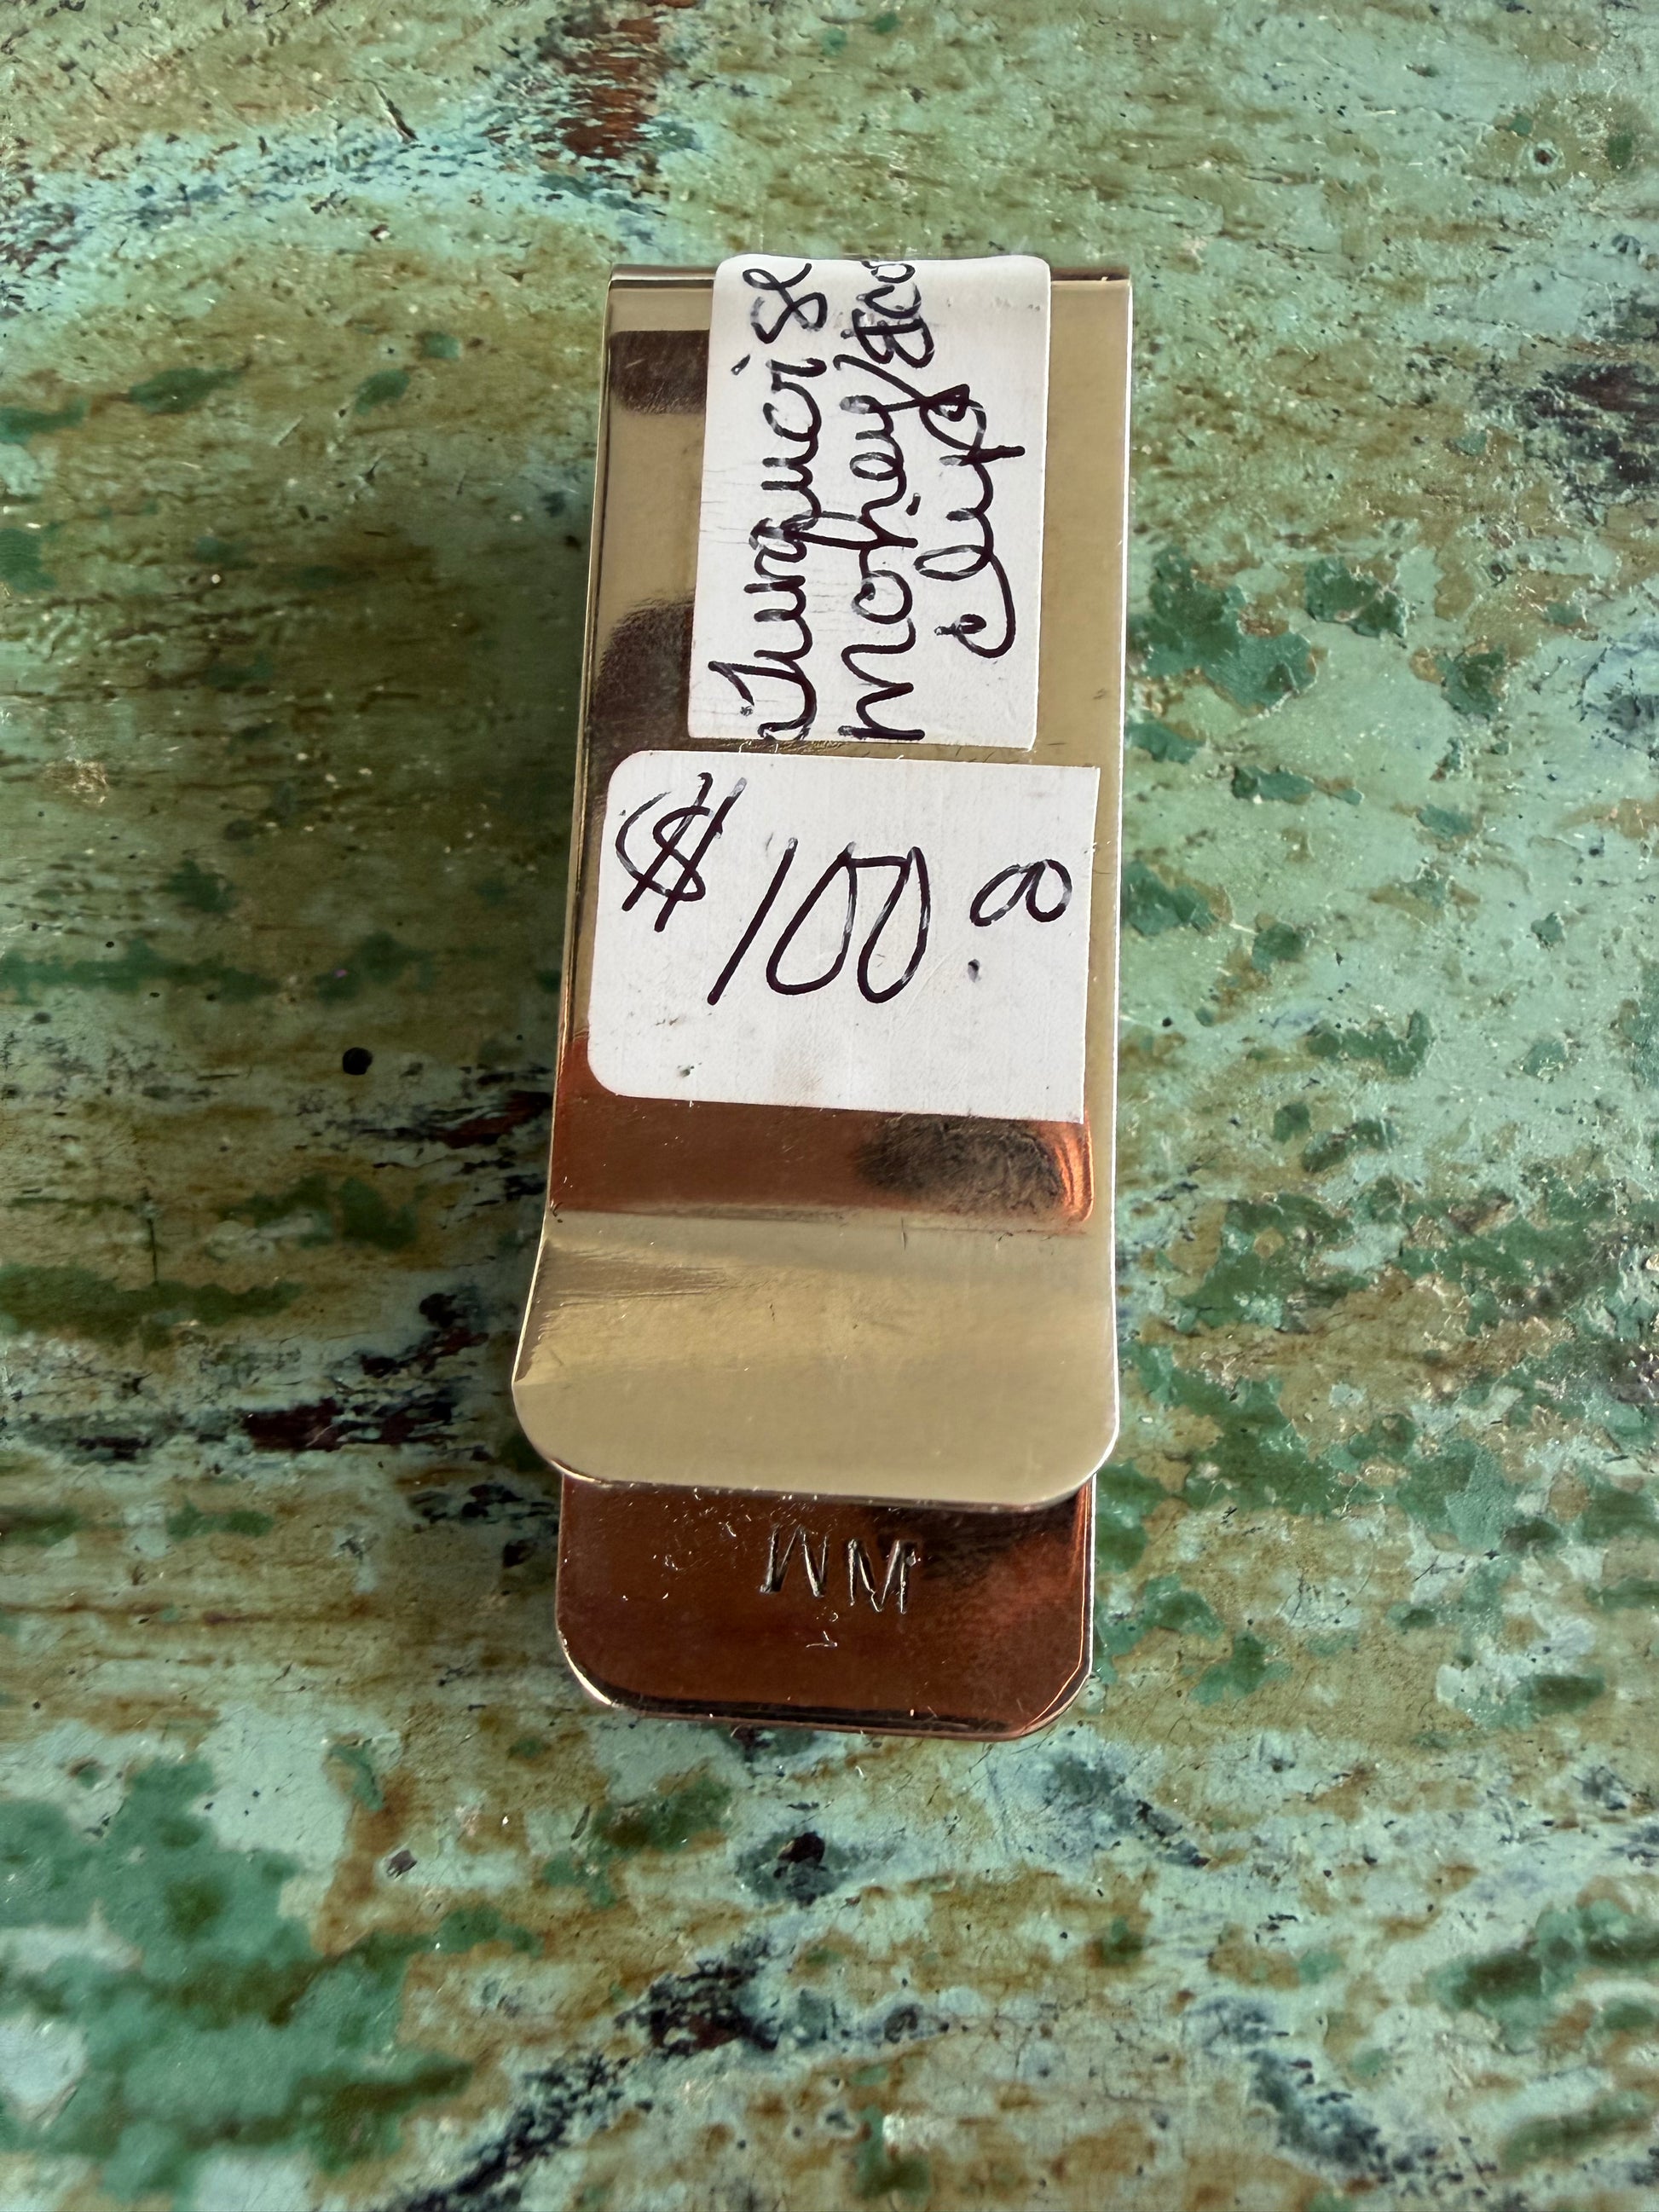 Turquoise
money/
Clip
$100.00
WM